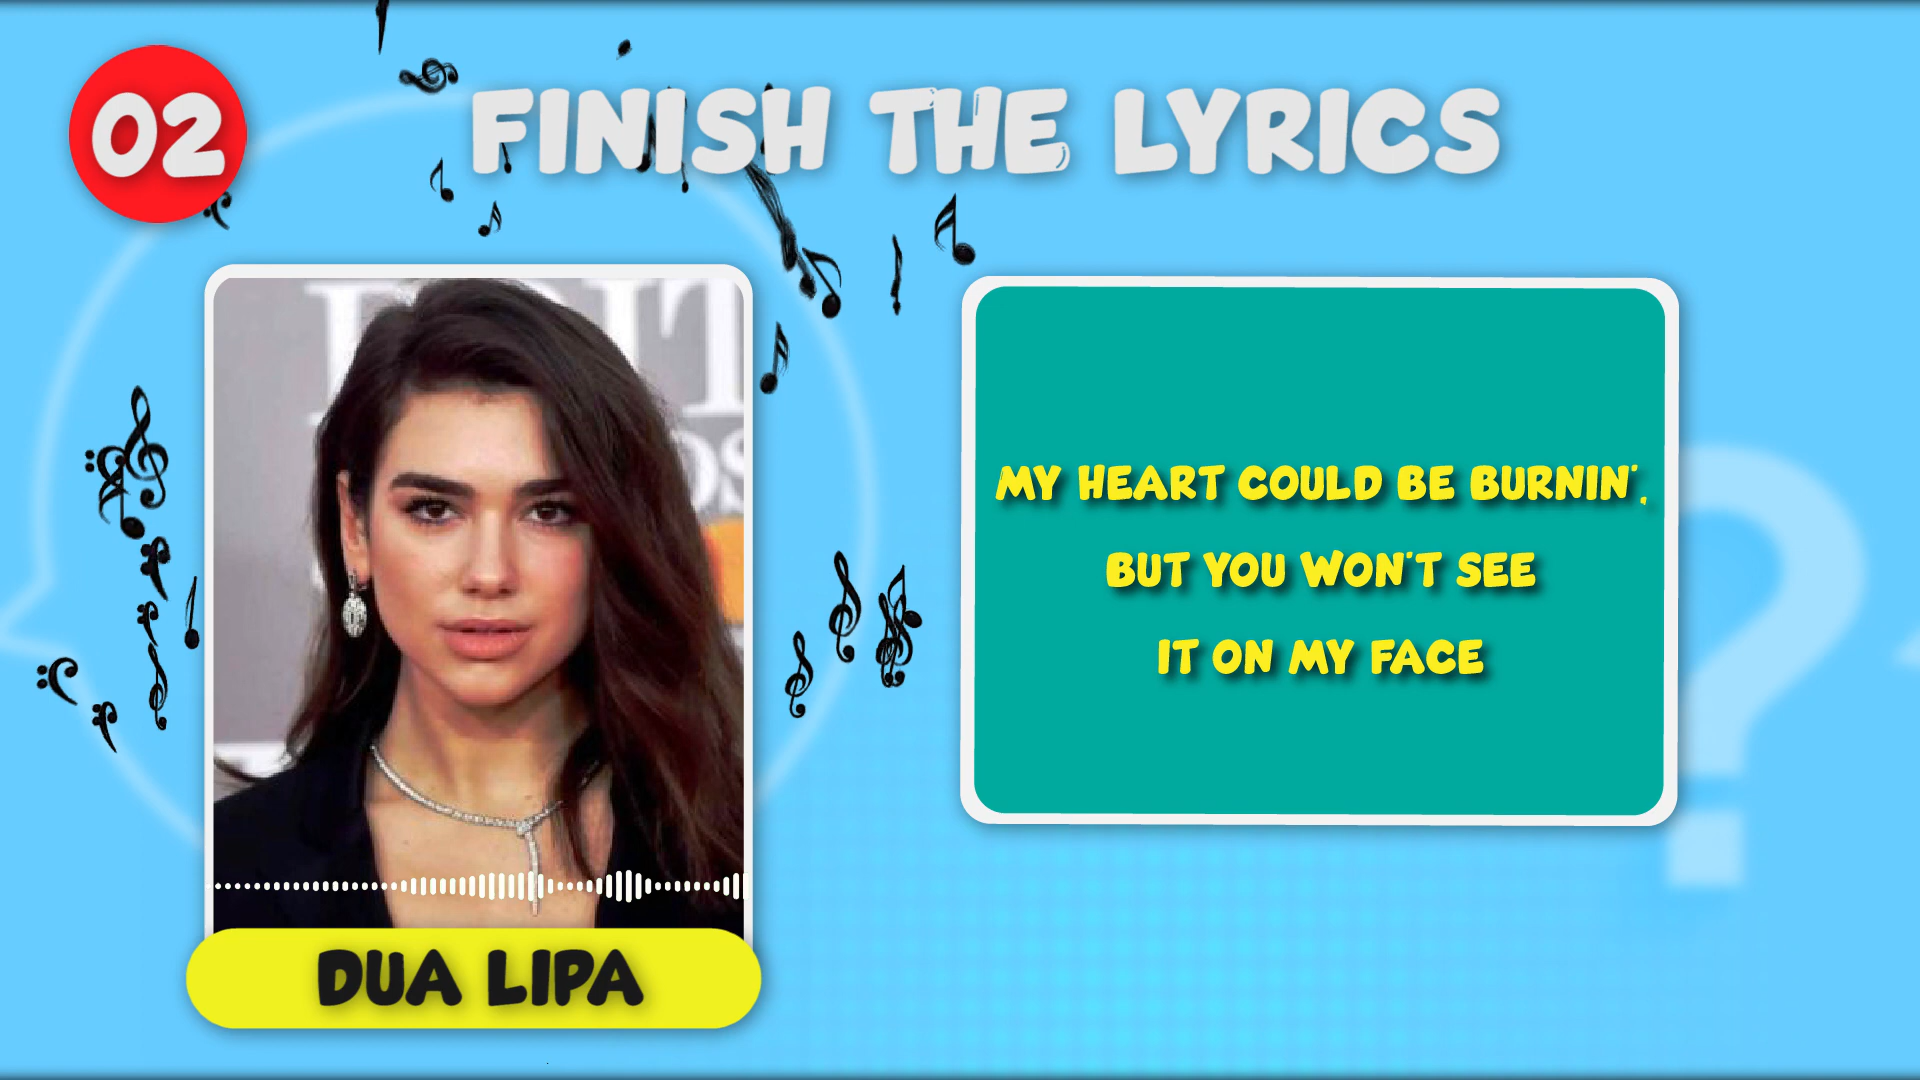 02
FINISH THE LYRICS
MY HEART COULD BE BURNIN',
BUT YOU WON'T SEE
IT ON MY FACE
DUA LIPA